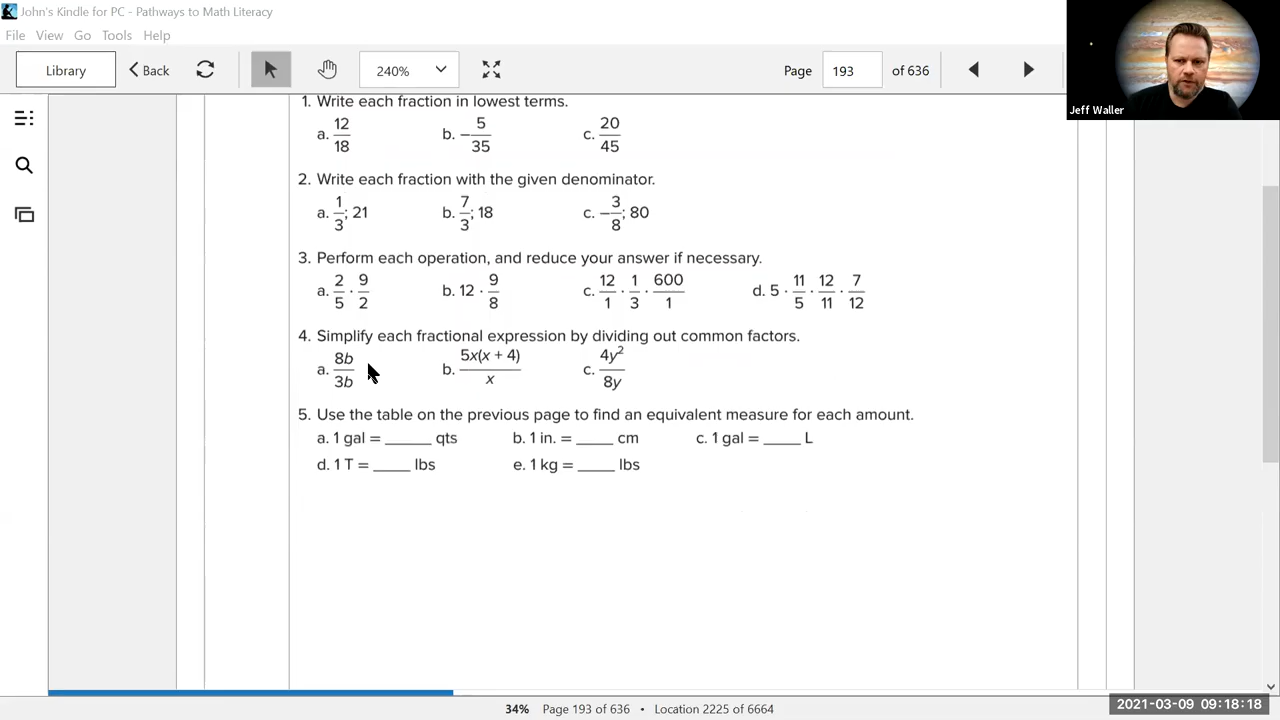 John's Kindle for PC - Pathways to Math Literacy
File View Go Tools Help
Library Back 240% Page 193 of 636
Jeff Waller
1. Write each fraction in lowest terms.
a. 12/18 b. -5/35 c. 20/45
2. Write each fraction with the given denominator.
a. 1/3; 21 b. 7/3; 18 c. -3/8; 80
3. Perform each operation, and reduce your answer if necessary.
a. 2/5 · 9/2 b. 12 · 9/8 c. 12/1 · 1/3 · 600/1 d. 5 · 11/5 · 12/11 · 7/12
4. Simplify each fractional expression by dividing out common factors.
a. 8b/3b b. 5x(x + 4)/x c. 4y²/8y
5. Use the table on the previous page to find an equivalent measure for each amount.
a. 1 gal = _____ qts b. 1 in. = ____ cm c. 1 gal = ____ L
d. 1 T = ____ lbs e. 1 kg = ____ lbs
34% Page 193 of 636 • Location 2225 of 6664
2021-03-09 09:18:18